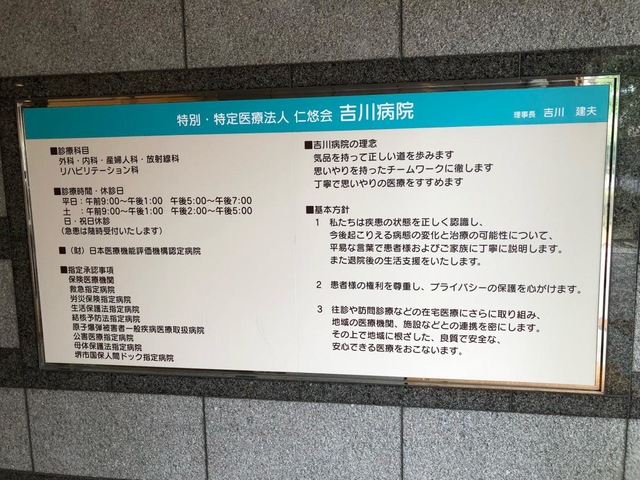 特別・特定医療法人 仁悠会 吉川病院
理事長 吉川 建夫
■診療科目
外科・内科・産婦人科・放射線科
リハビリテーション科
■診療時間・休診日
平日：午前9:00〜午後1:00 午後5:00〜午後7:00
土 ：午前9:00〜午後1:00 午後2:00〜午後5:00
日・祝日休診
（急患は随時受付いたします）
■（財）日本医療機能評価機構認定病院
■指定承認事項
保険医療機関
救急指定病院
労災保険指定病院
生活保護法指定病院
結核予防法指定病院
原子爆弾被害者一般疾病医療取扱病院
公害医療指定病院
母体保護法指定病院
堺市国保人間ドック指定病院
■吉川病院の理念
気品を持って正しい道を歩みます
思いやりを持ったチームワークに徹します
丁寧で思いやりの医療をすすめます
■基本方針
1 私たちは疾患の状態を正しく認識し、
今後起こりえる病態の変化と治療の可能性について、
平易な言葉で患者様およびご家族に丁寧に説明します。
また退院後の生活支援をいたします。
2 患者様の権利を尊重し、プライバシーの保護を心がけます。
3 往診や訪問診療などの在宅医療にさらに取り組み、
地域の医療機関、施設などとの連携を密にします。
その上で地域に根ざした、良質で安全な、
安心できる医療をおこないます。